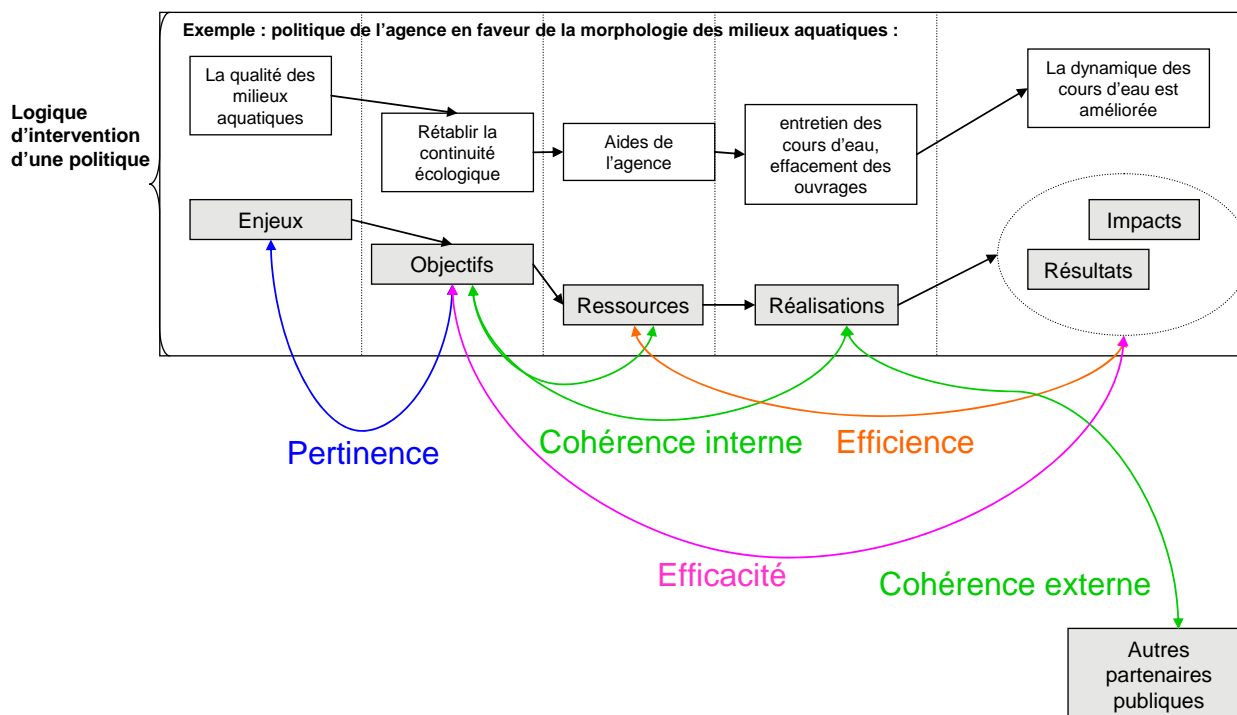 Exemple : politique de l'agence en faveur de la morphologie des milieux aquatiques :
Logique
d'intervention
d'une politique
La qualité des
milieux
aquatiques
Rétablir la
continuité
écologique
Aides de
l'agence
entretien des
cours d'eau,
effacement des
ouvrages
La dynamique des
cours d'eau est
améliorée
Enjeux
Objectifs
Ressources
Réalisations
Impacts
Résultats
Pertinence
Cohérence interne
Efficience
Efficacité
Cohérence externe
Autres
partenaires
publiques